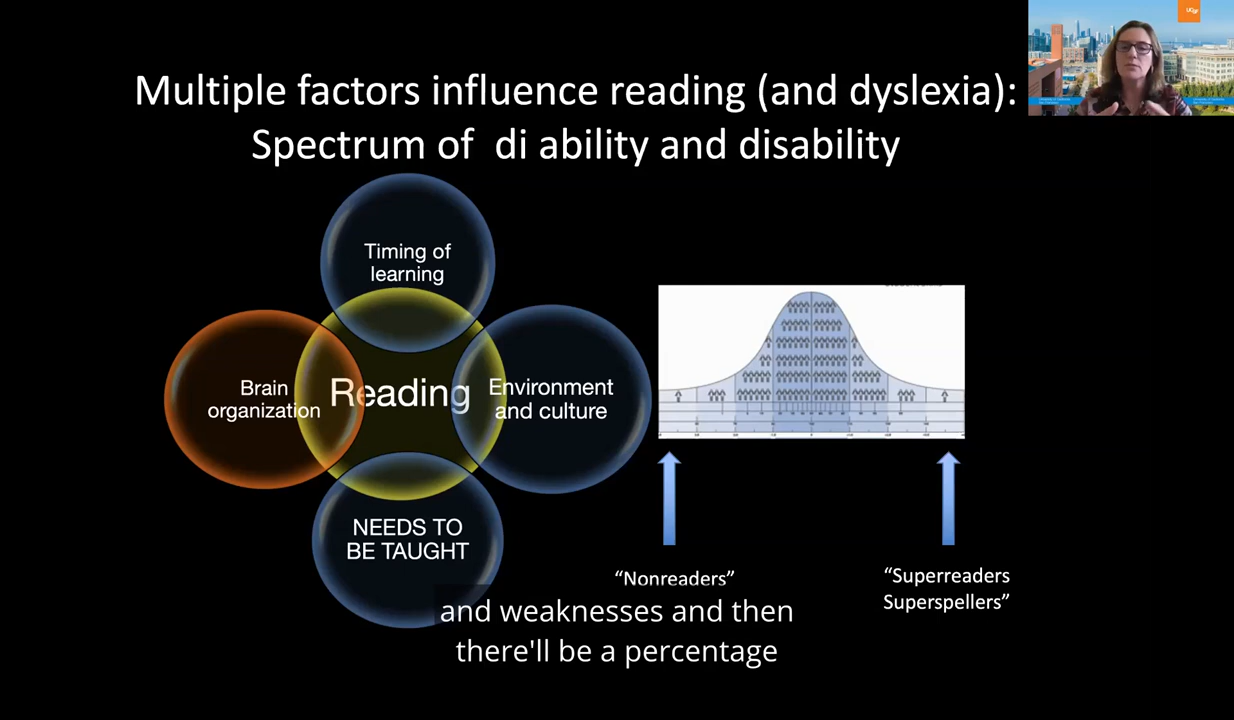 Multiple factors influence reading (and dyslexia):
Spectrum of di ability and disability
Timing of
learning
Brain
organization
Reading
Environment
and culture
NEEDS TO
BE TAUGHT
“Nonreaders”
“Superreaders
Superspellers”
and weaknesses and then
there'll be a percentage